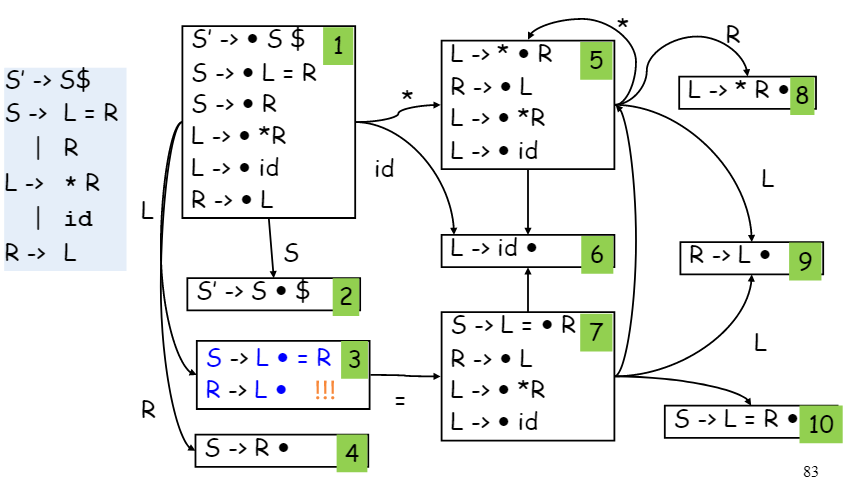 S' -> S$
S -> L = R
| R
L -> * R
| id
R -> L
S' -> • S $ 1
S -> • L = R
S -> • R
L -> • *R
L -> • id
R -> • L
* 
id
L
S
R
S' -> S • $ 2
S -> L • = R 3
R -> L • !!!
=
S -> R • 4
L -> * • R 5
R -> • L
L -> • *R
L -> • id
*
R
L -> id • 6
S -> L = • R 7
R -> • L
L -> • *R
L -> • id
L -> * R • 8
L
R -> L • 9
L
S -> L = R • 10
83